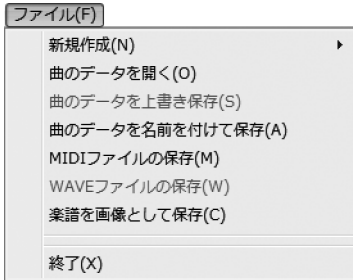 ファイル(F)
新規作成(N)
曲のデータを開く(O)
曲のデータを上書き保存(S)
曲のデータを名前を付けて保存(A)
MIDIファイルの保存(M)
WAVEファイルの保存(W)
楽譜を画像として保存(C)
終了(X)